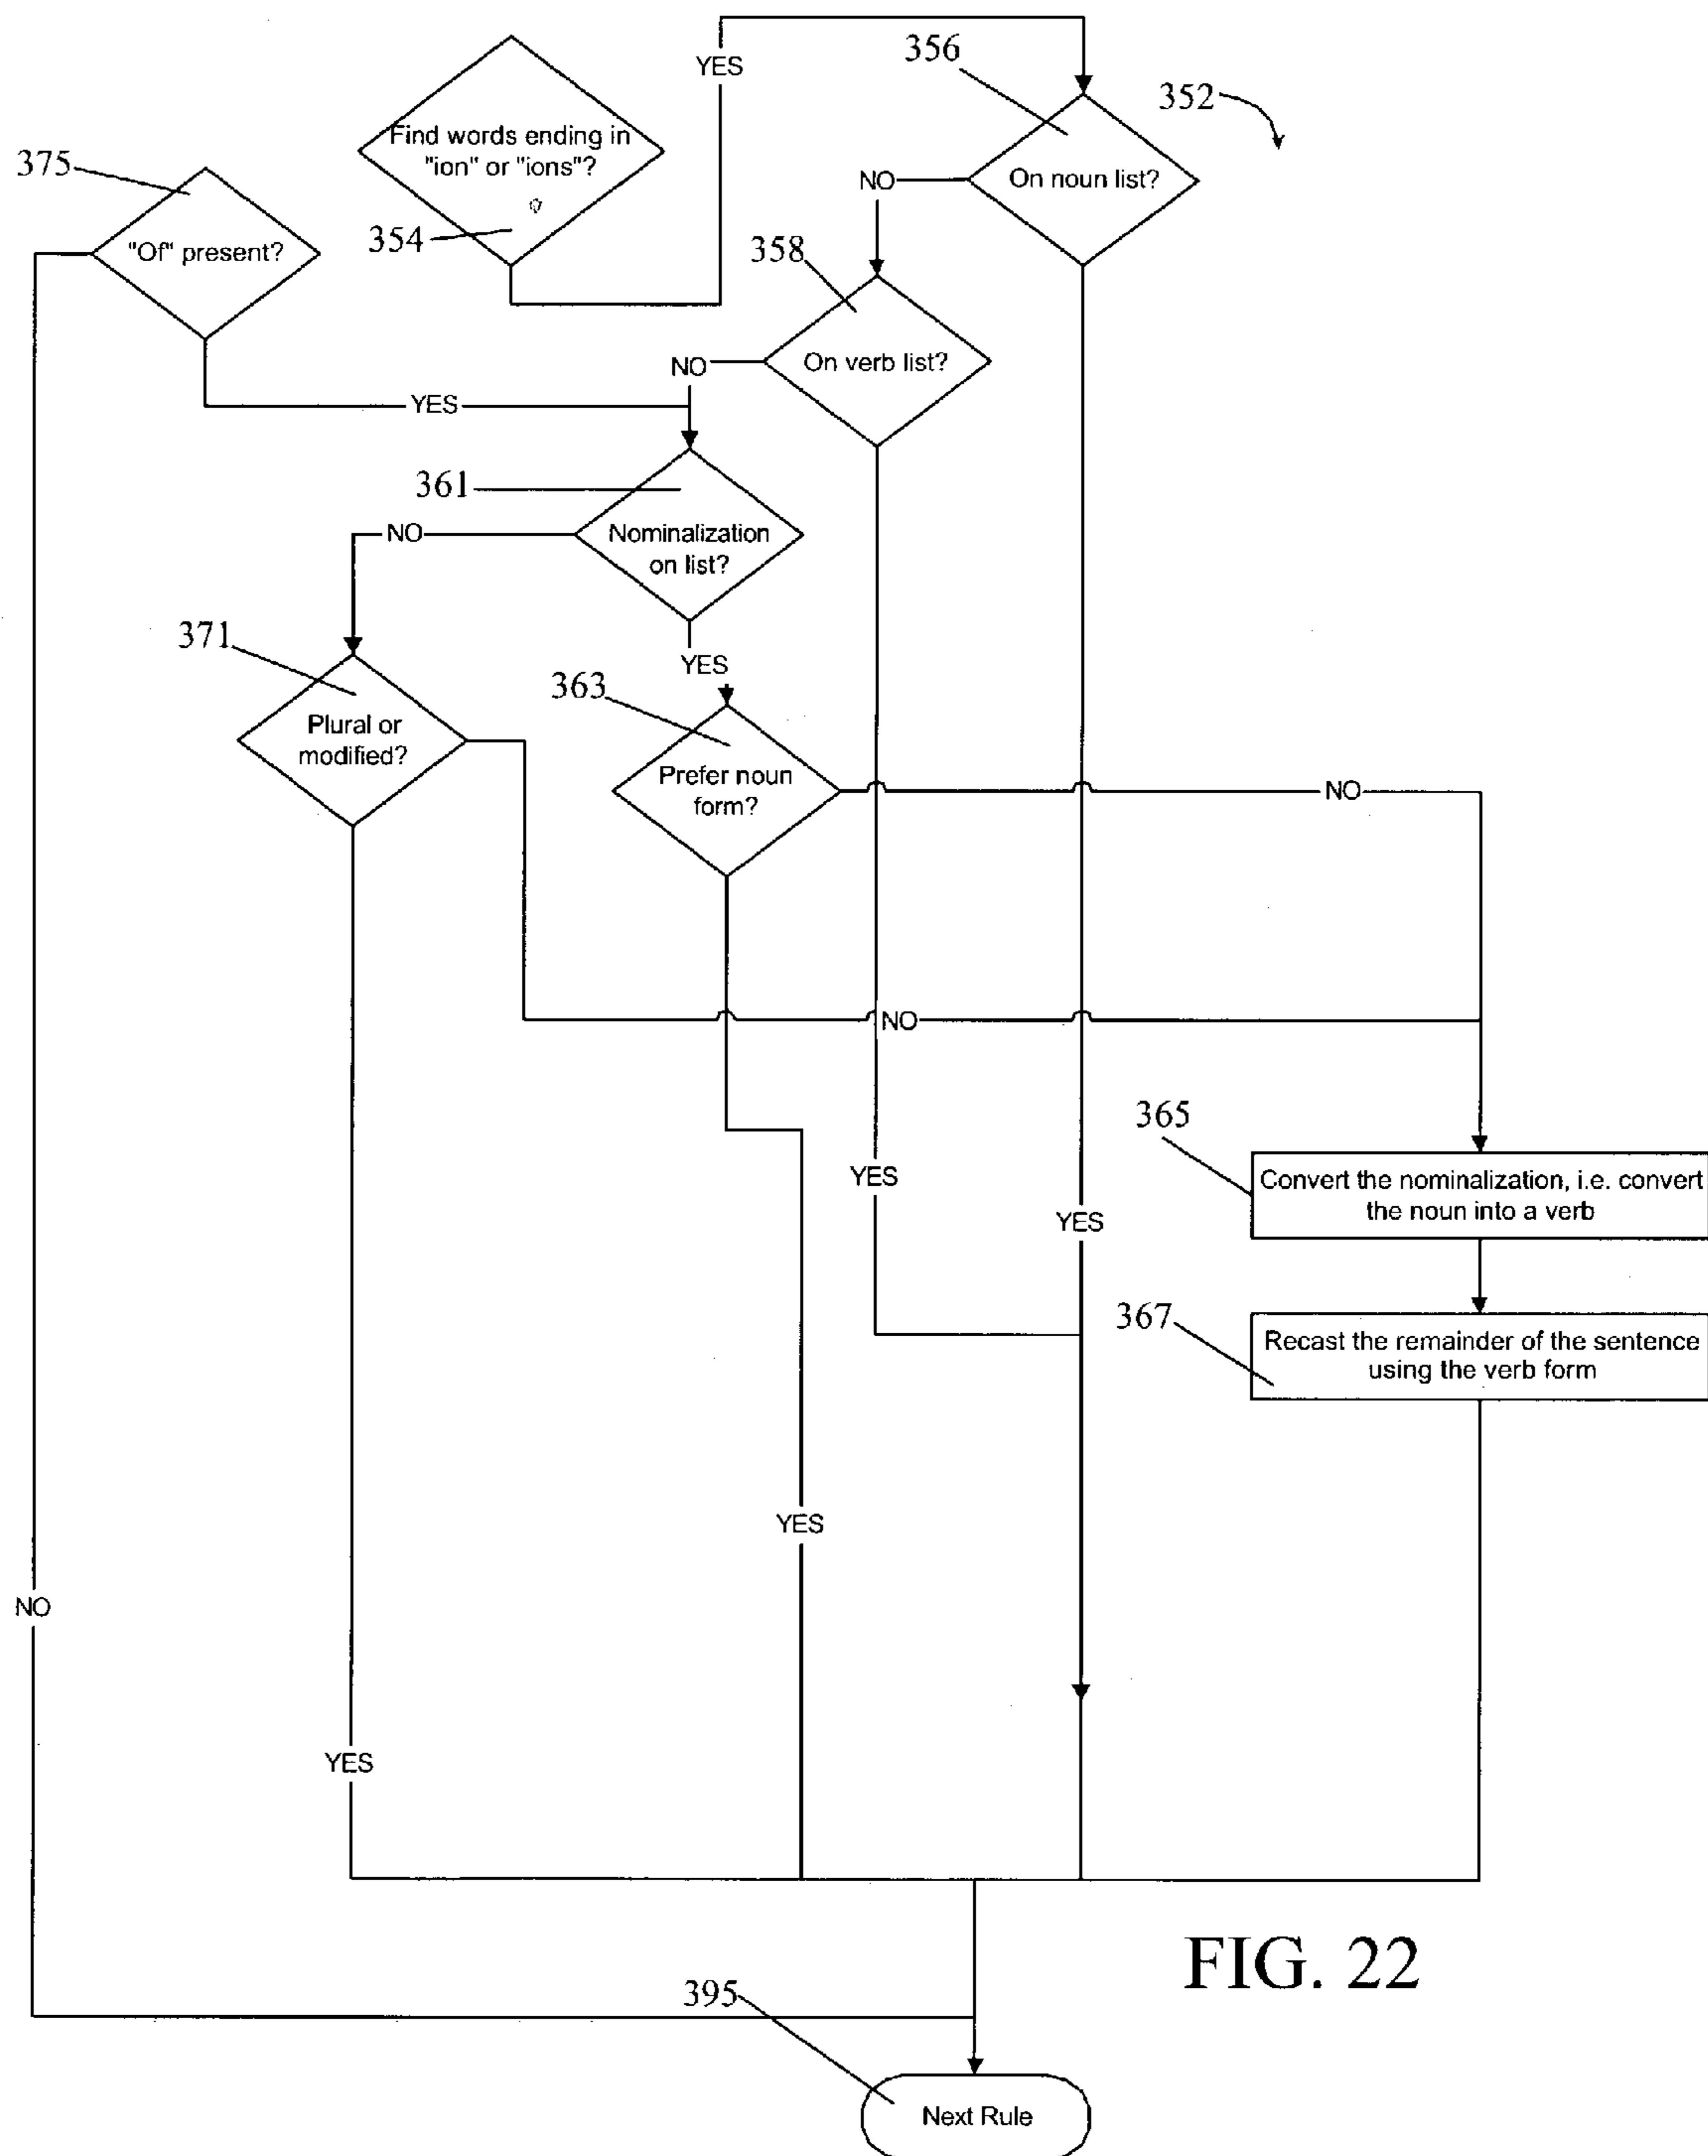 YES
356
352
Find words ending in
"ion" or "ions"?
354
375
"Of" present?
On noun list?
NO
358
On verb list?
NO
YES
361
Nominalization
on list?
NO
YES
371
Plural or
modified?
363
Prefer noun
form?
NO
NO
365
Convert the nominalization, i.e. convert
the noun into a verb
YES
YES
367
Recast the remainder of the sentence
using the verb form
YES
NO
YES
FIG. 22
395
Next Rule